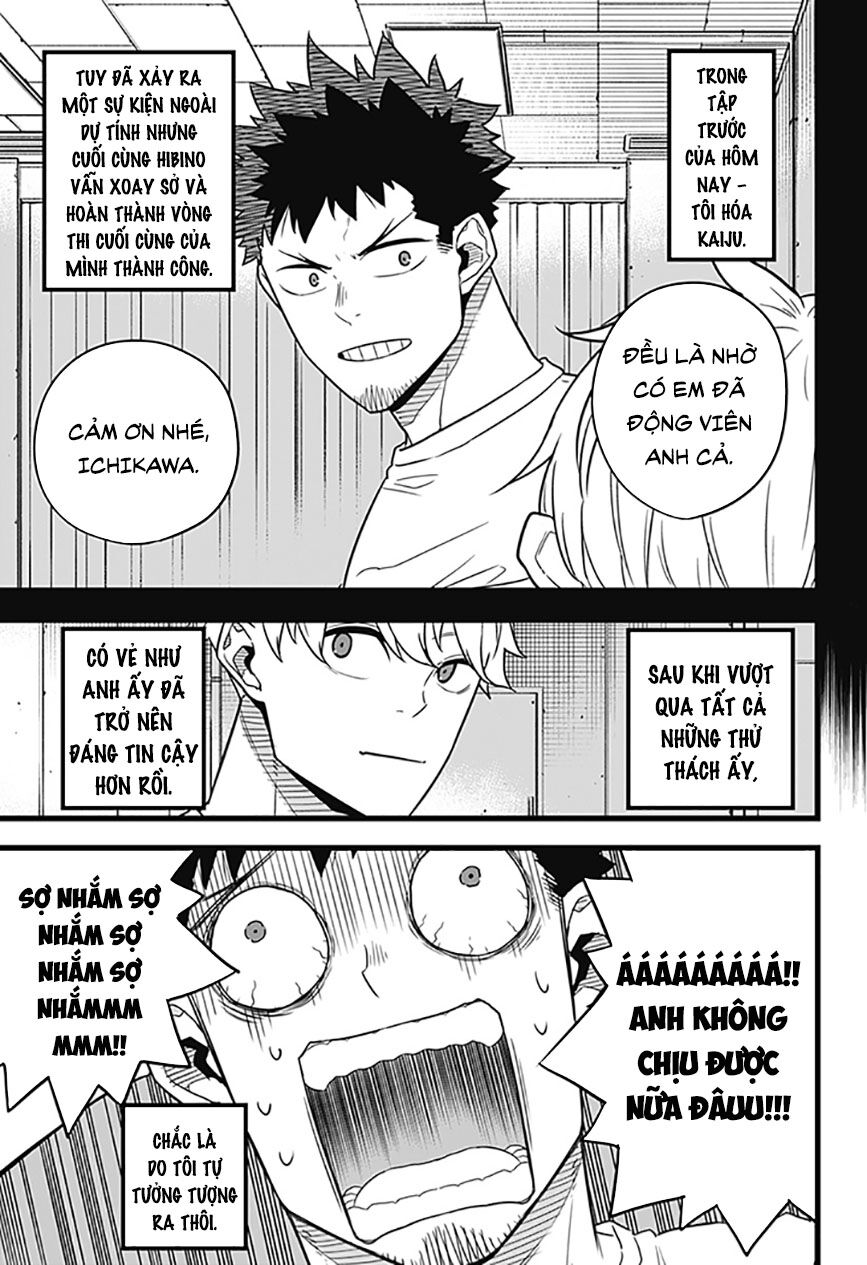 TRONG
TẬP
TRƯỚC
CỦA HÔM
NAY -
TÔI HÓA
KAIJU.
TUY ĐÃ XẢY RA
MỘT SỰ KIỆN NGOÀI
DỰ TÍNH NHƯNG
CUỐI CÙNG HIBINO
VẪN XOAY SỞ VÀ
HOÀN THÀNH VÒNG
THI CUỐI CÙNG CỦA
MÌNH THÀNH CÔNG.
ĐỀU LÀ NHỜ
CÓ EM ĐÃ
ĐỘNG VIÊN
ANH CẢ.
CẢM ƠN NHÉ,
ICHIKAWA.
SAU KHI VƯỢT
QUA TẤT CẢ
NHỮNG THỬ
THÁCH ẤY,
CÓ VẺ NHƯ
ANH ẤY ĐÃ
TRỞ NÊN
ĐÁNG TIN CẬY
HƠN RỒI.
ÁÁÁÁÁÁÁÁÁ!!
ANH KHÔNG
CHỊU ĐƯỢC
NỮA ĐÂUU!!!
SỢ NHẮM SỢ
NHẮM SỢ
NHẮM SỢ
NHẮMMM
MMM!!
CHẮC LÀ
DO TÔI TỰ
TƯỞNG TƯỢNG
RA THÔI.